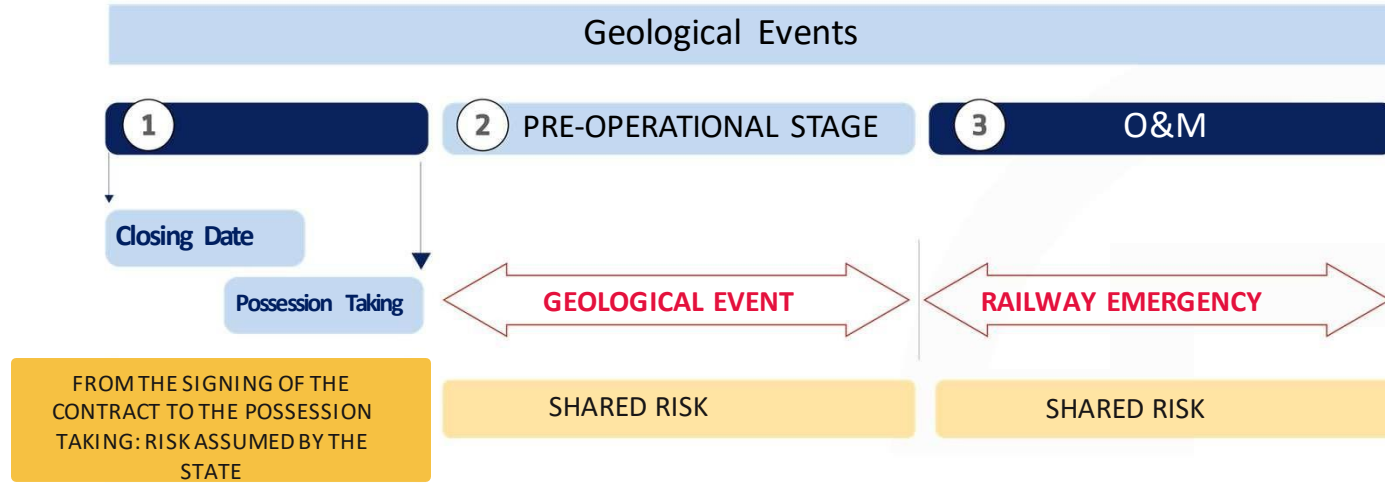 Geological Events
1
2 PRE-OPERATIONAL STAGE
3 O&M
Closing Date
Possession Taking
GEOLOGICAL EVENT
RAILWAY EMERGENCY
FROM THE SIGNING OF THE
CONTRACT TO THE POSSESSION
TAKING: RISK ASSUMED BY THE
STATE
SHARED RISK
SHARED RISK